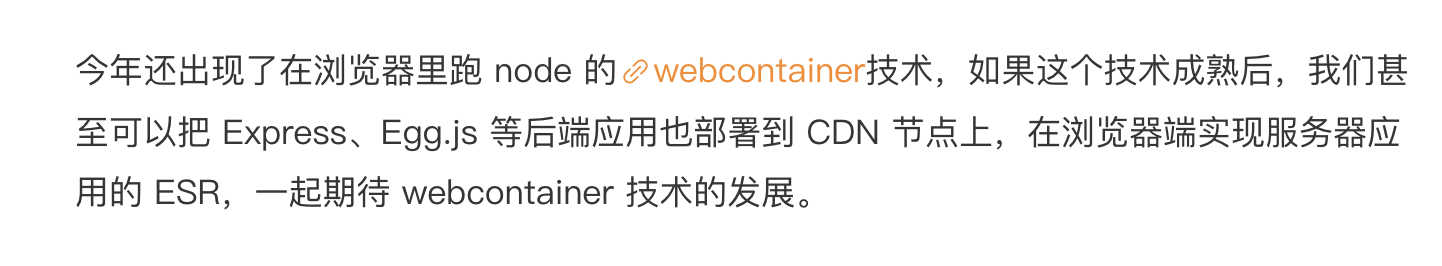 今年还出现了在浏览器里跑 node 的webcontainer技术，如果这个技术成熟后，我们甚
至可以把 Express、Egg.js 等后端应用也部署到 CDN 节点上，在浏览器端实现服务器应
用的 ESR，一起期待 webcontainer 技术的发展。